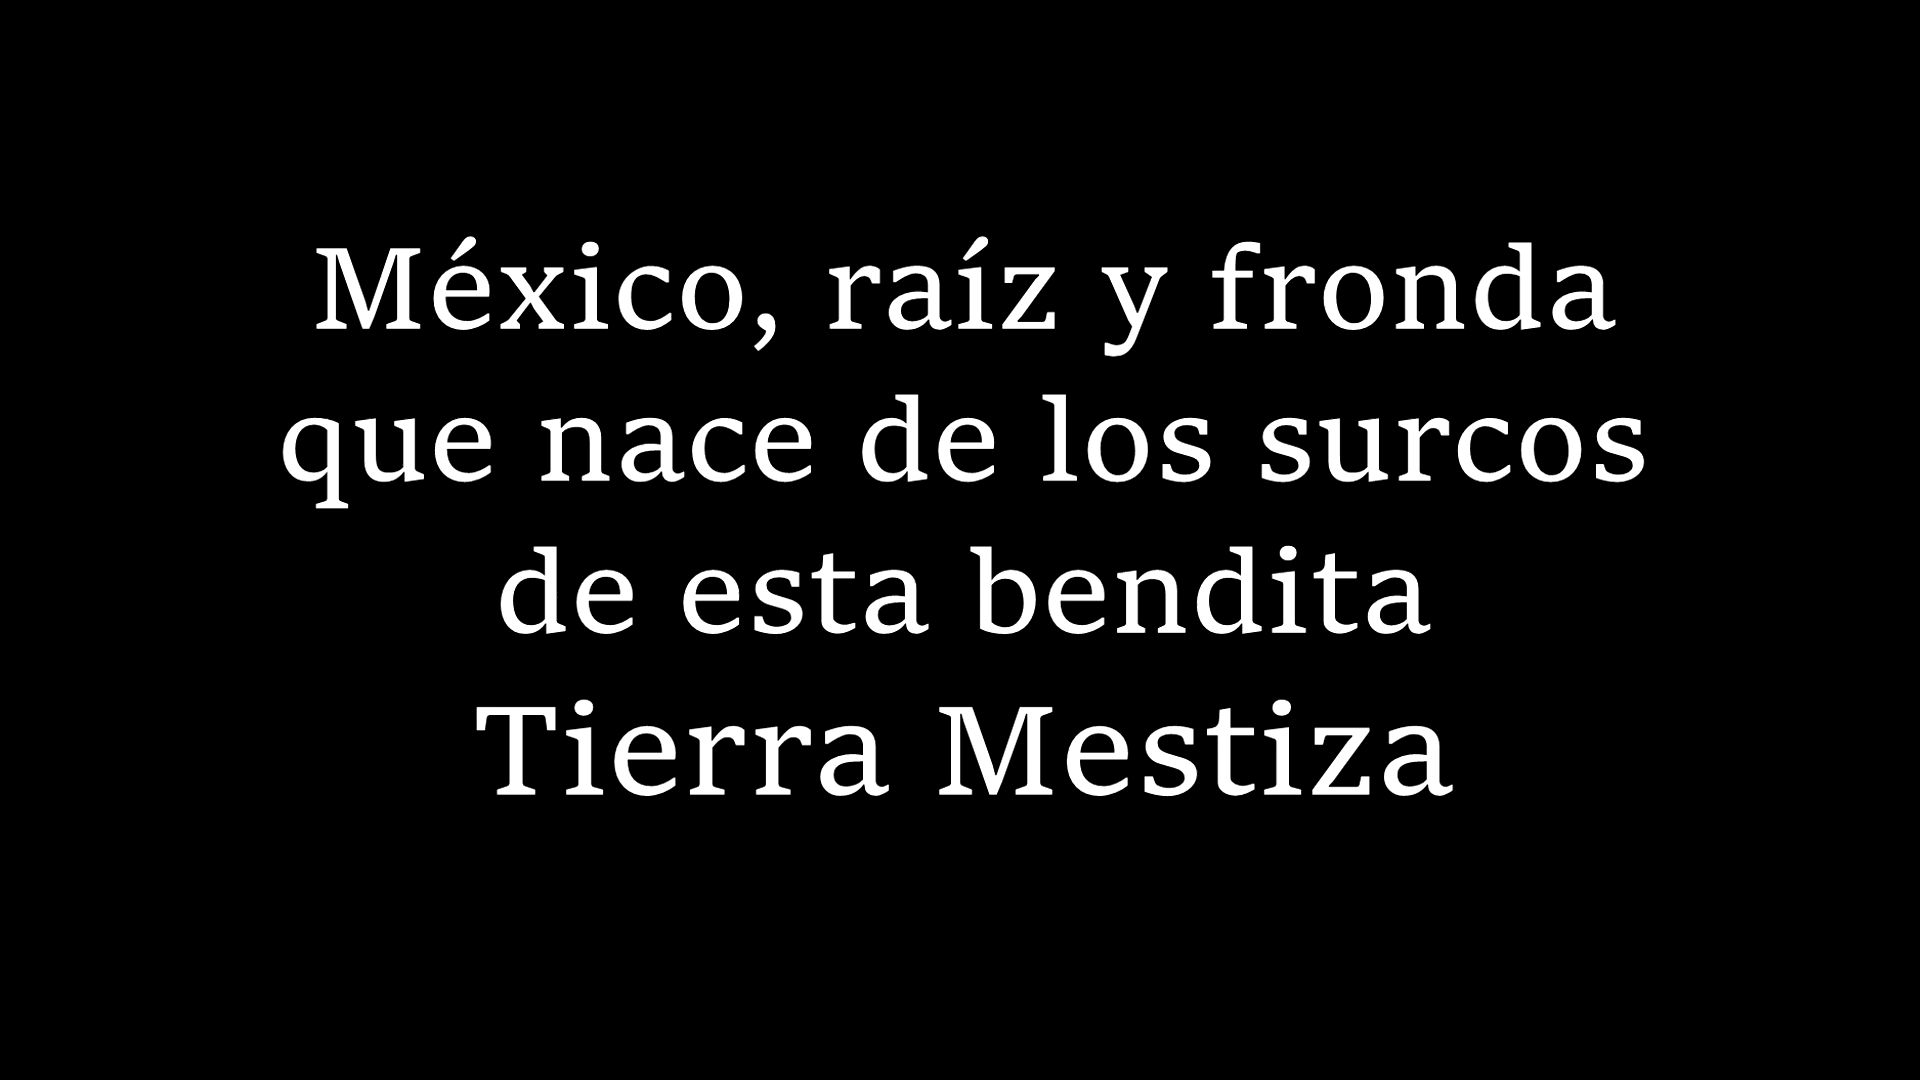 México, raíz y fronda
que nace de los surcos
de esta bendita
Tierra Mestiza